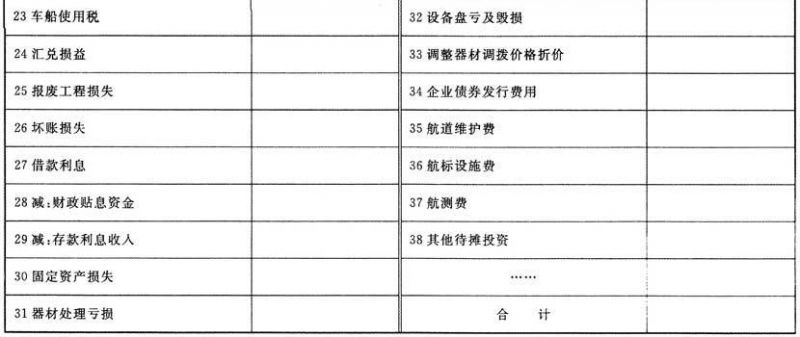 23 车船使用税
32 设备盘亏及毁损
24 汇兑损益
33 调整器材调拨价格折价
25 报废工程损失
34 企业债券发行费用
26 坏账损失
35 航道维护费
27 借款利息
36 航标设施费
28 减:财政贴息资金
37 航测费
29 减:存款利息收入
38 其他待摊投资
30 固定资产损失
……
31 器材处理亏损
合 计